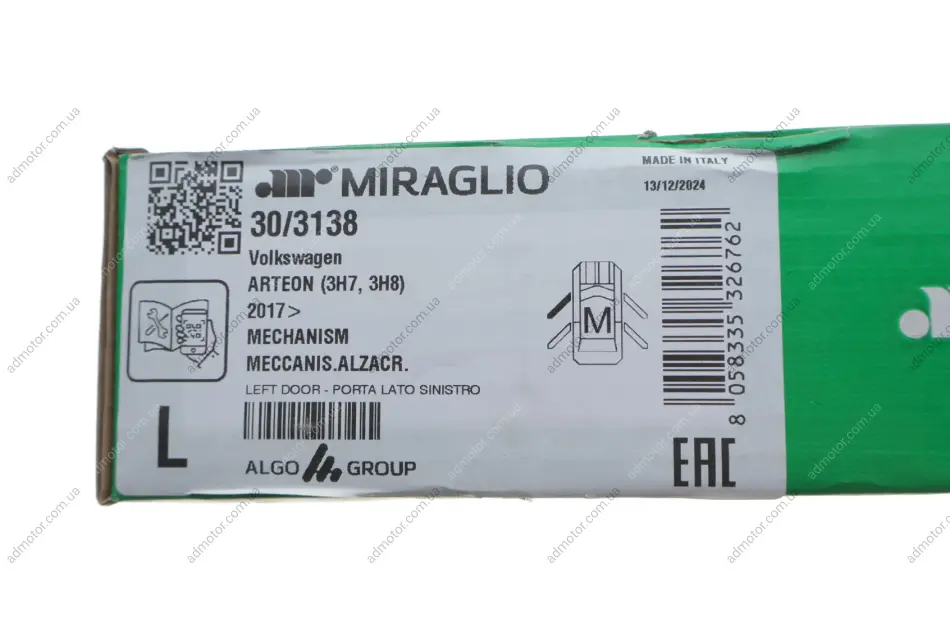 MIRAGLIO
MADE IN ITALY
13/12/2024
30/3138
Volkswagen
ARTEON (3H7, 3H8)
2017>
MECHANISM
MECCANIS.ALZACR.
LEFT DOOR - PORTA LATO SINISTRO
L
ALGO GROUP
M
8 058335 326762
EAC
admotor.com.ua